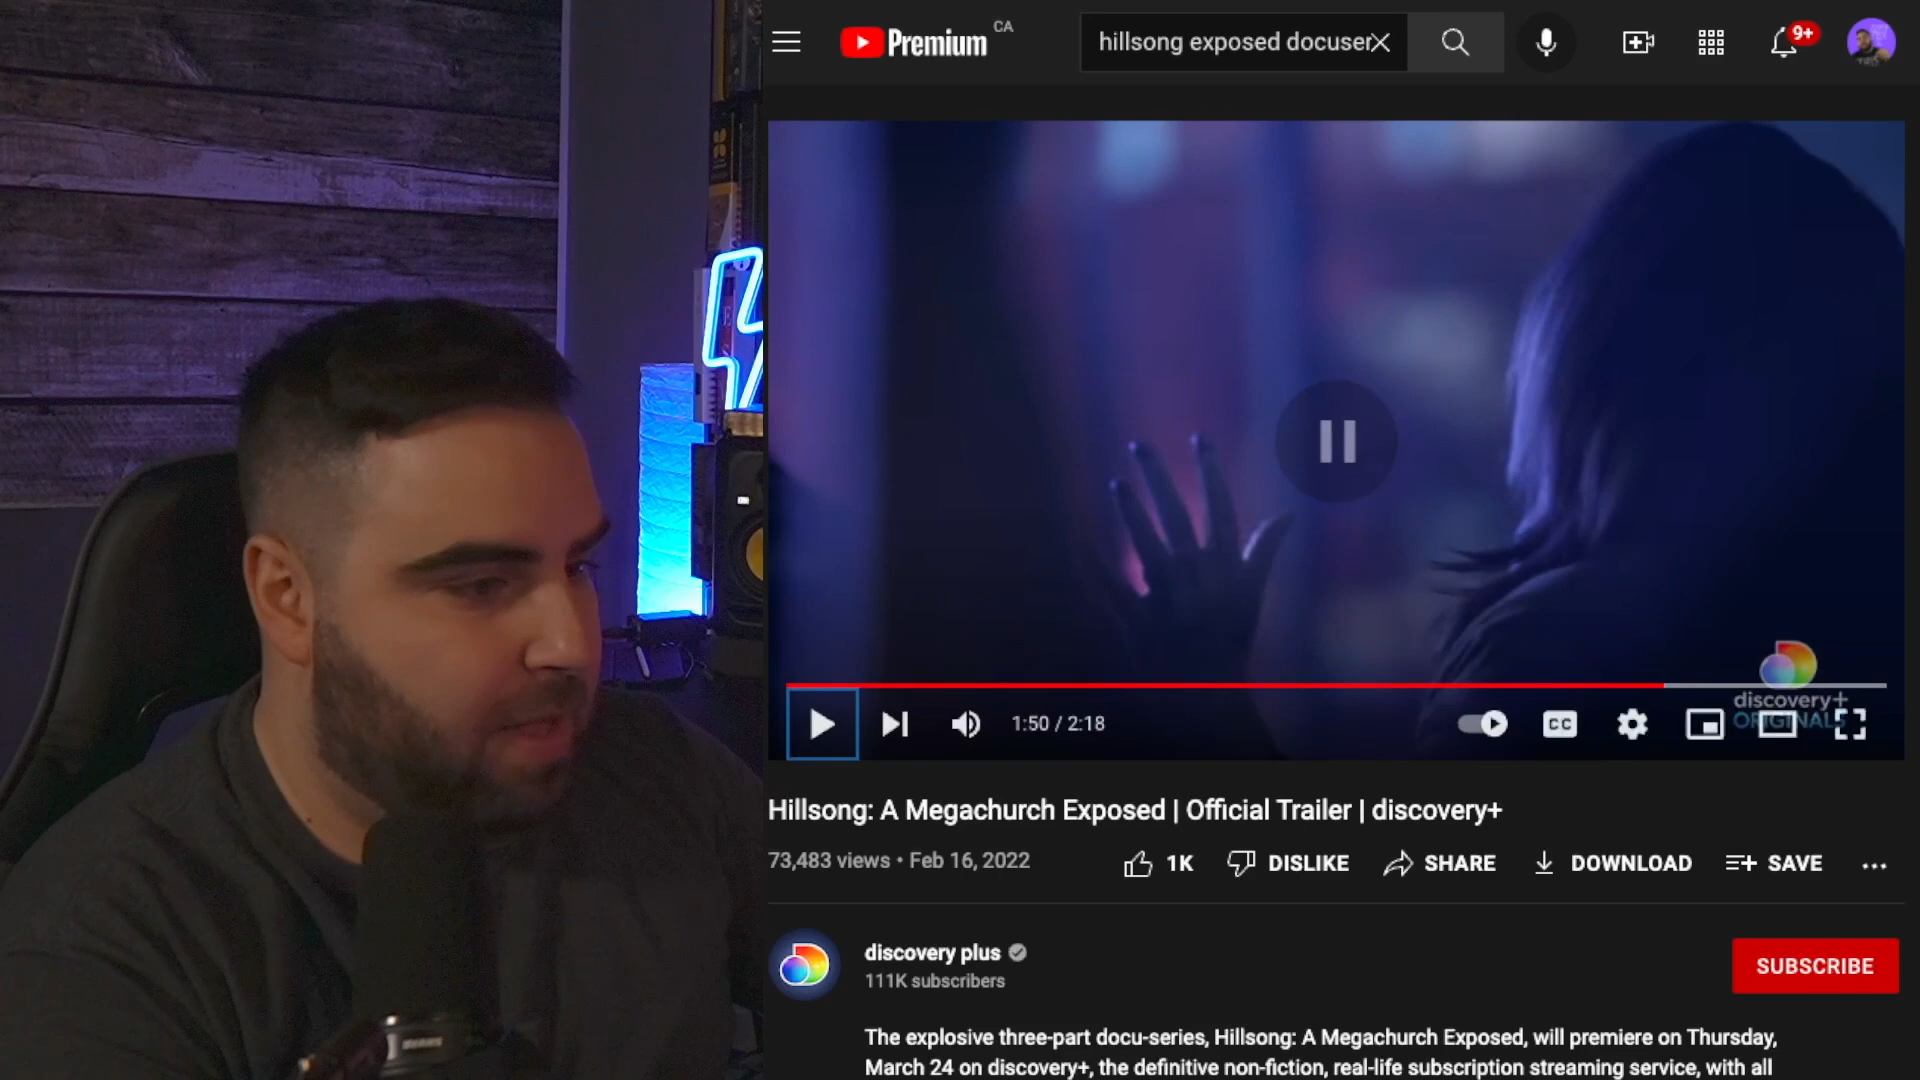 Premium CA
hillsong exposed docuser
9+
discovery+
ORIGINALS
1:50 / 2:18
CC
Hillsong: A Megachurch Exposed | Official Trailer | discovery+
73,483 views • Feb 16, 2022
1K DISLIKE SHARE DOWNLOAD SAVE
discovery plus
111K subscribers
SUBSCRIBE
The explosive three-part docu-series, Hillsong: A Megachurch Exposed, will premiere on Thursday,
March 24 on discovery+, the definitive non-fiction, real-life subscription streaming service, with all